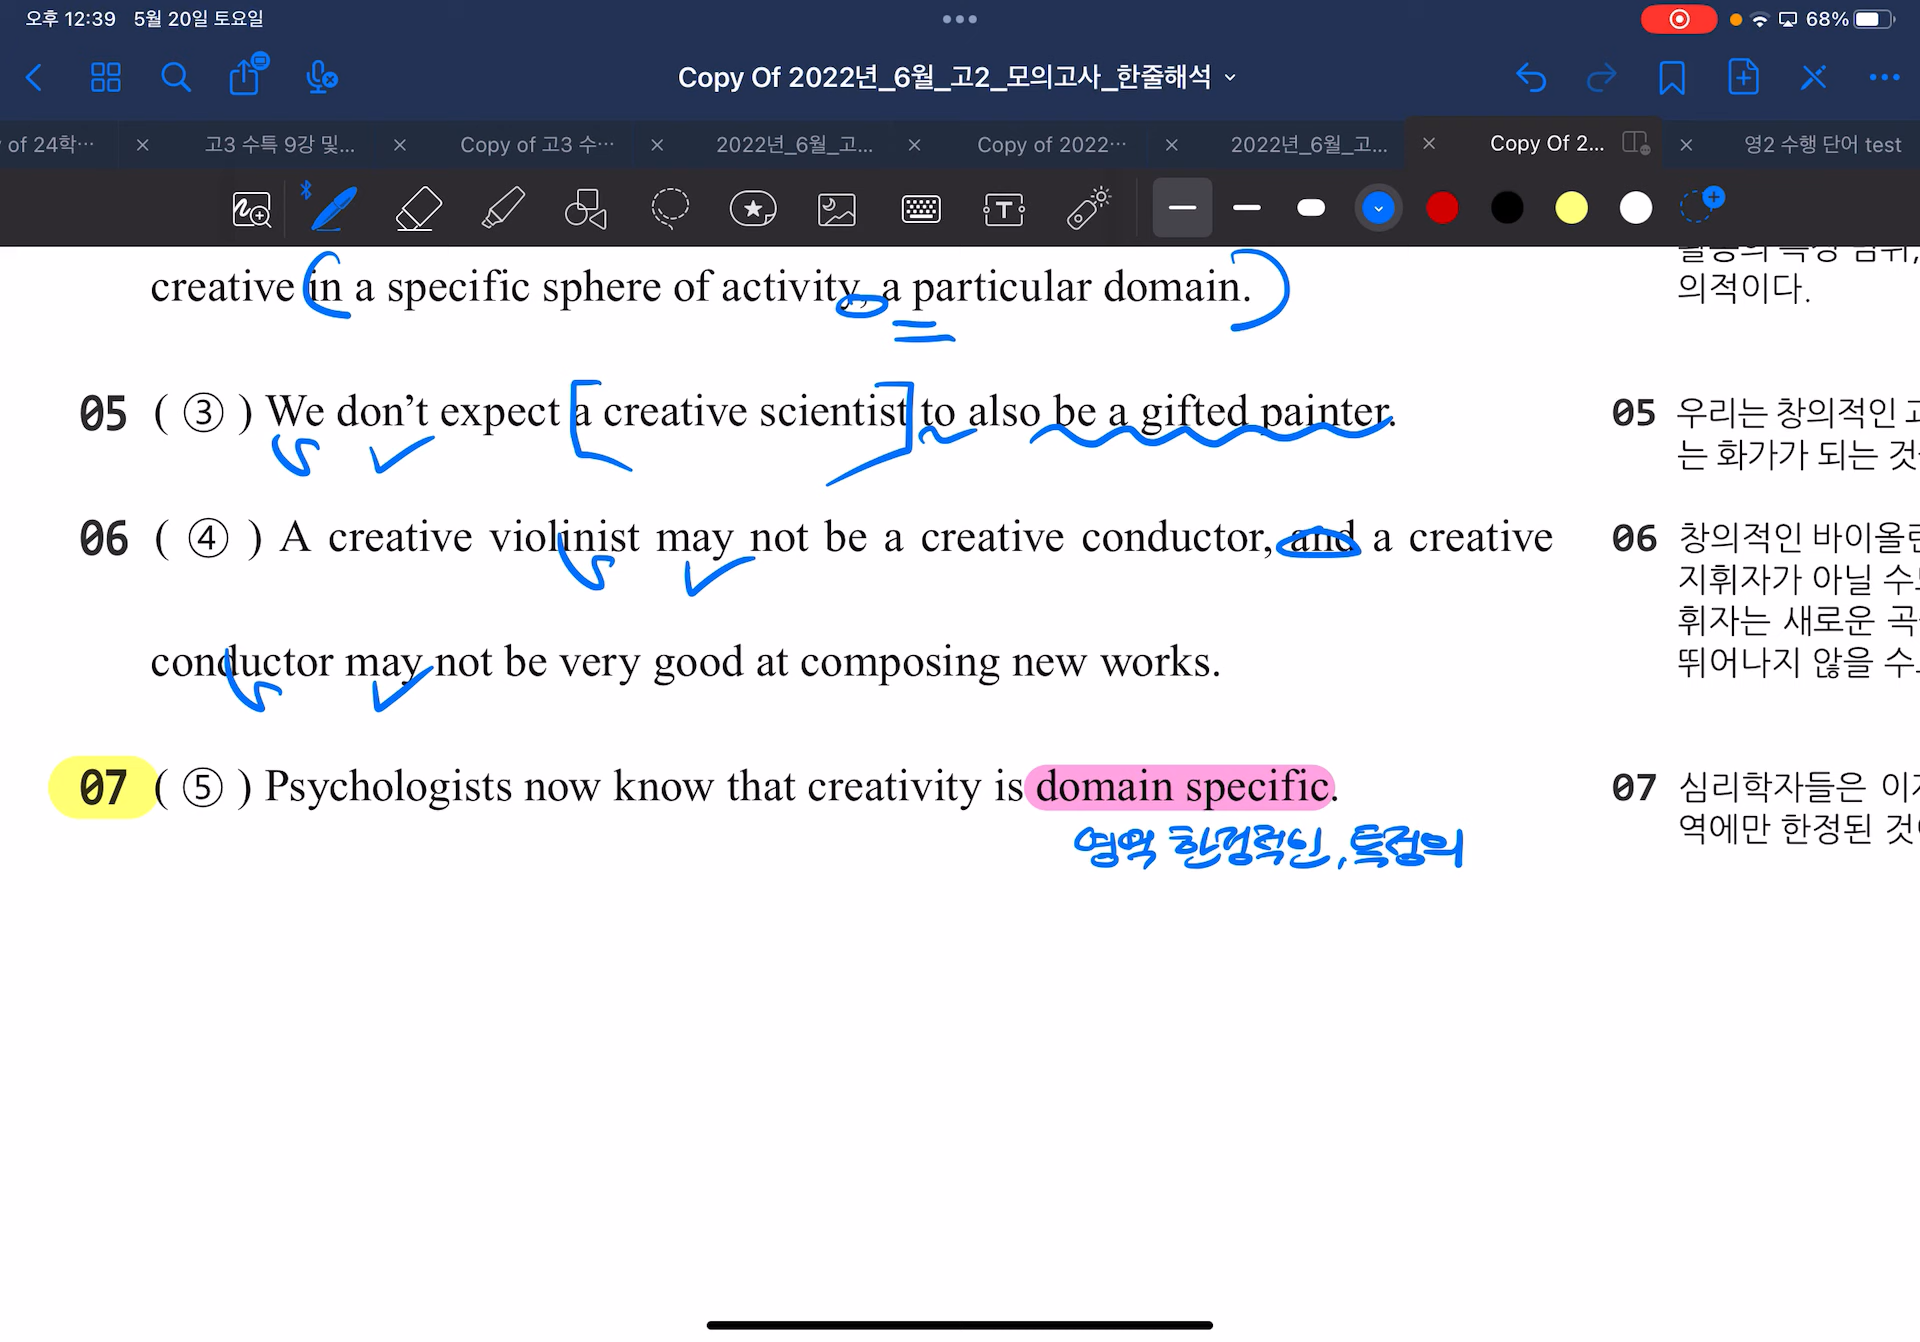 오후 12:39 5월 20일 토요일 68%
Copy Of 2022년_6월_고2_모의고사_한줄해석
of 24학··· 고3 수특 9강 및... Copy of 고3 수··· 2022년_6월_고... Copy of 2022··· 2022년_6월_고... Copy Of 2... 영2 수행 단어 test
creative in a specific sphere of activity, a particular domain.
의적이다.
05 ( ③ ) We don’t expect a creative scientist to also be a gifted painter.
05 우리는 창의적인
는 화가가 되는
06 ( ④ ) A creative violinist may not be a creative conductor, and a creative
conductor may not be very good at composing new works.
06 창의적인
지휘자가 아닐
휘자는 새로운
뛰어나지 않을
07 ( ⑤ ) Psychologists now know that creativity is domain specific.
영역 한정적인, 특정의
07 심리학자들은
역에만 한정된